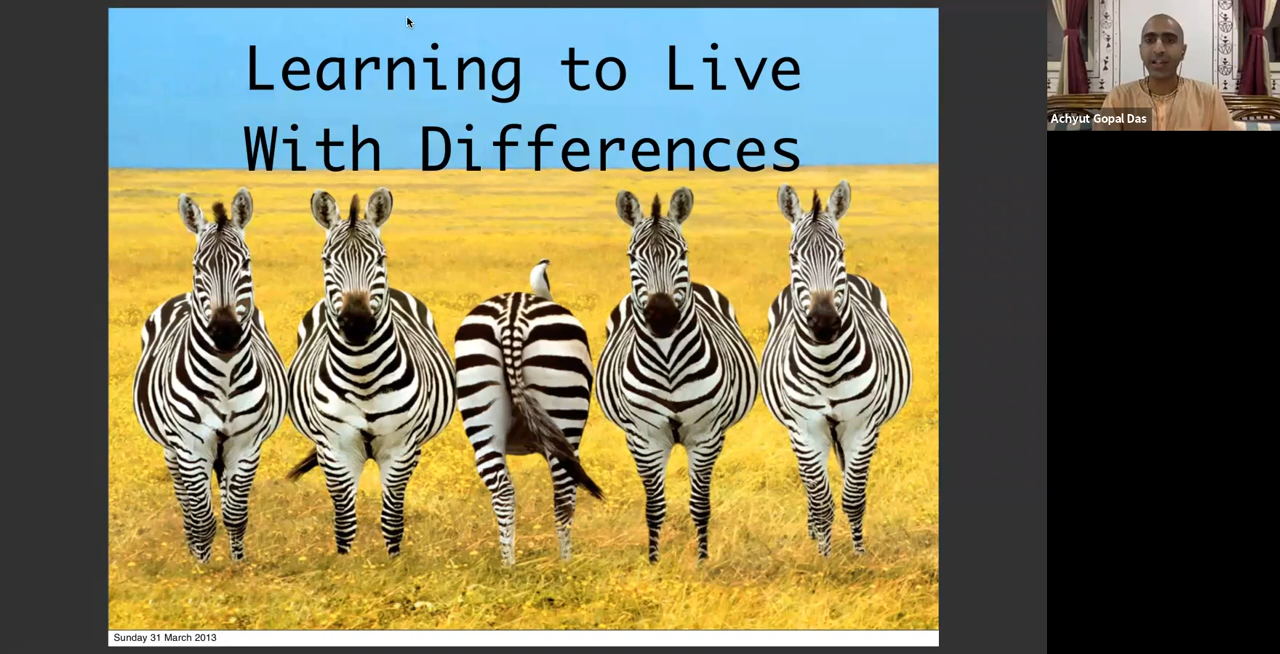 Learning to Live
With Differences
Achyut Gopal Das
Sunday 31 March 2013